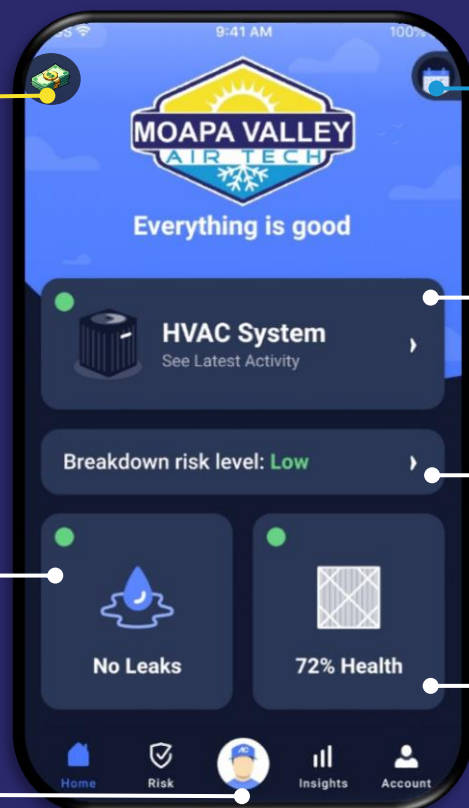 9:41 AM
100%
MOAPA VALLEY
AIR TECH
Everything is good
HVAC System
See Latest Activity
Breakdown risk level: Low
No Leaks
72% Health
AC
Home
Risk
Insights
Account